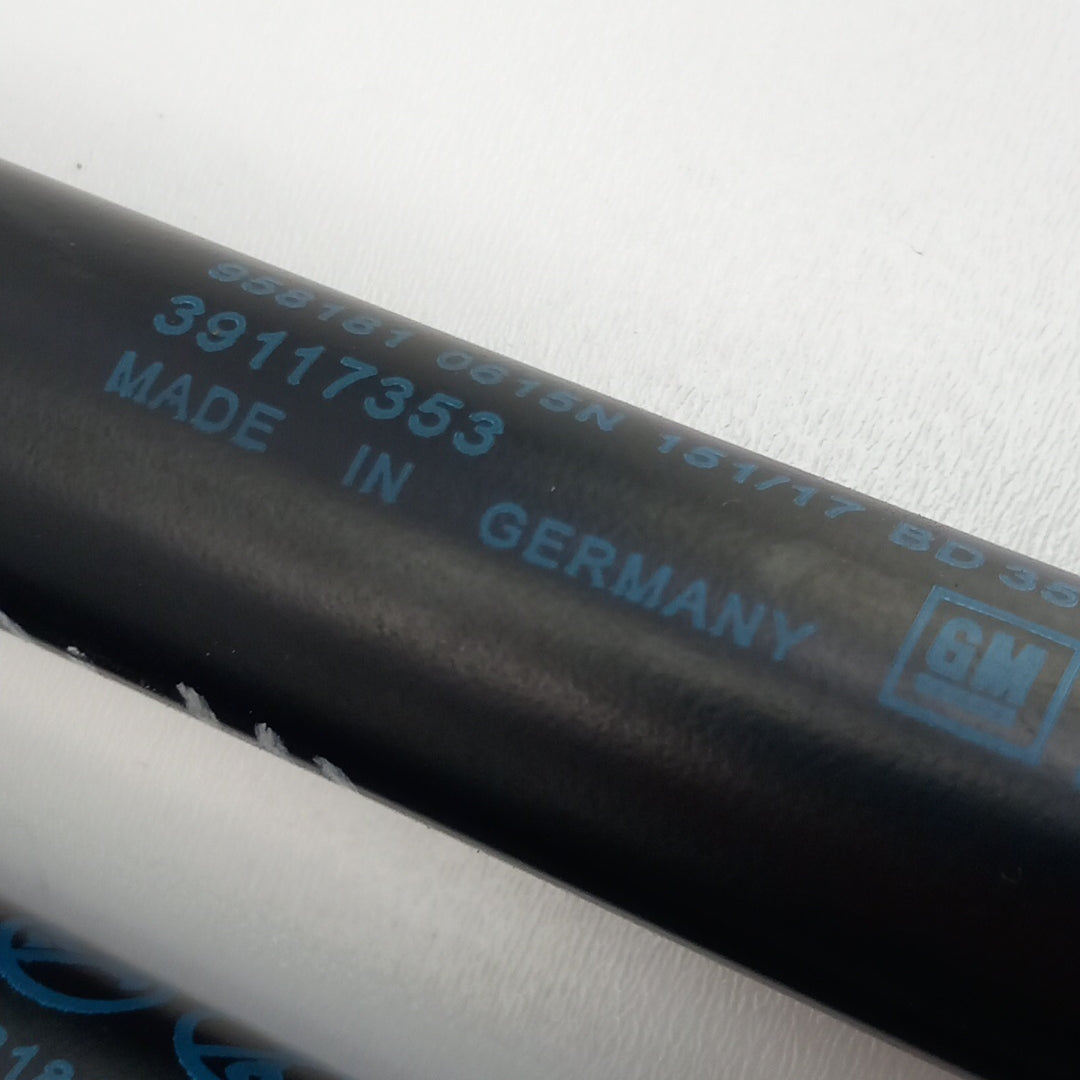 958181 0615N 151/17 BD 35
39117353
MADE IN GERMANY
GM